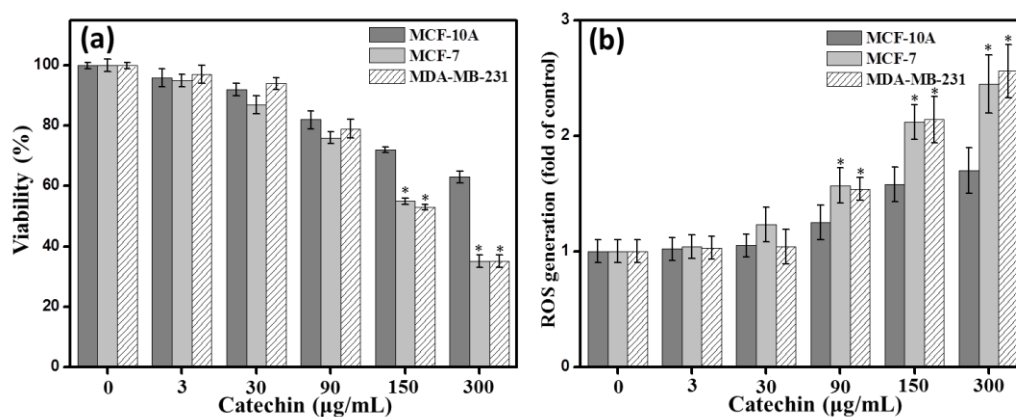 (a)
MCF-10A
MCF-7
MDA-MB-231
Viability (%)
100
80
60
40
20
0
* *
* *
0 3 30 90 150 300
Catechin (µg/mL)
(b)
MCF-10A
MCF-7
MDA-MB-231
ROS generation (fold of control)
3
2
1
0
* *
* *
* *
0 3 30 90 150 300
Catechin (µg/mL)